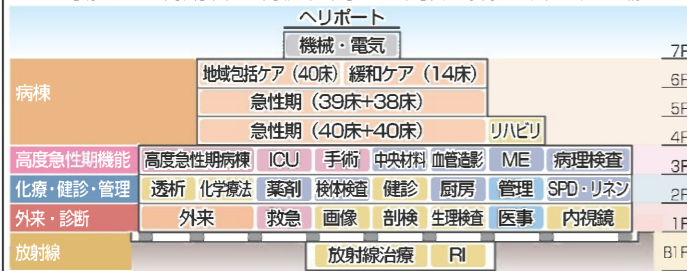 ヘリポート
機械・電気 7F
病棟 地域包括ケア（40床） 緩和ケア（14床） 6F
急性期（39床+38床） 5F
急性期（40床+40床） リハビリ 4F
高度急性期機能 高度急性期病棟 ICU 手術 中央材料 血管造影 ME 病理検査 3F
化療・健診・管理 透析 化学療法 薬剤 検体検査 健診 厨房 管理 SPD・リネン 2F
外来・診断 外来 救急 画像 剖検 生理検査 医事 内視鏡 1F
放射線 放射線治療 RI B1F